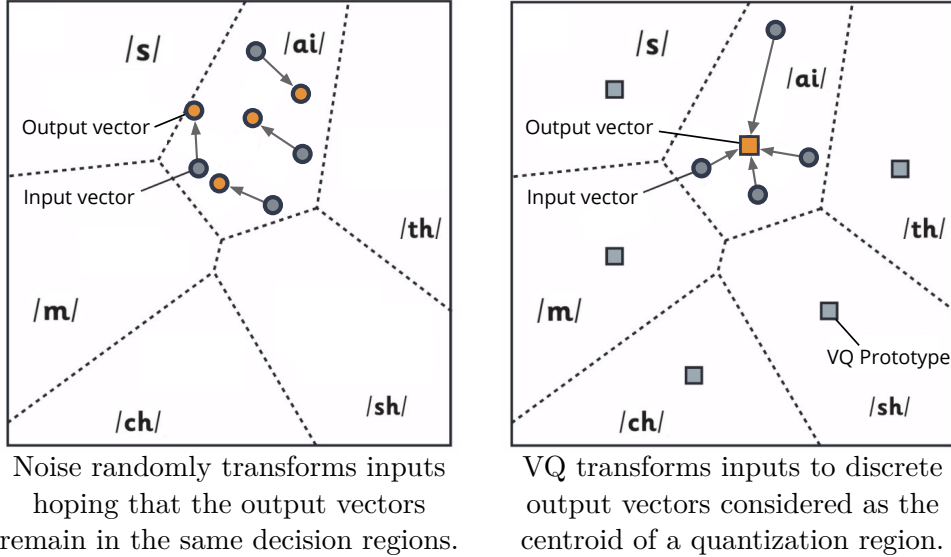 /s/
/ai/
Output vector
Input vector
/th/
/m/
/sh/
/ch/
Noise randomly transforms inputs
hoping that the output vectors
remain in the same decision regions.
/s/
/ai/
Output vector
Input vector
/th/
/m/
VQ Prototype
/sh/
/ch/
VQ transforms inputs to discrete
output vectors considered as the
centroid of a quantization region.